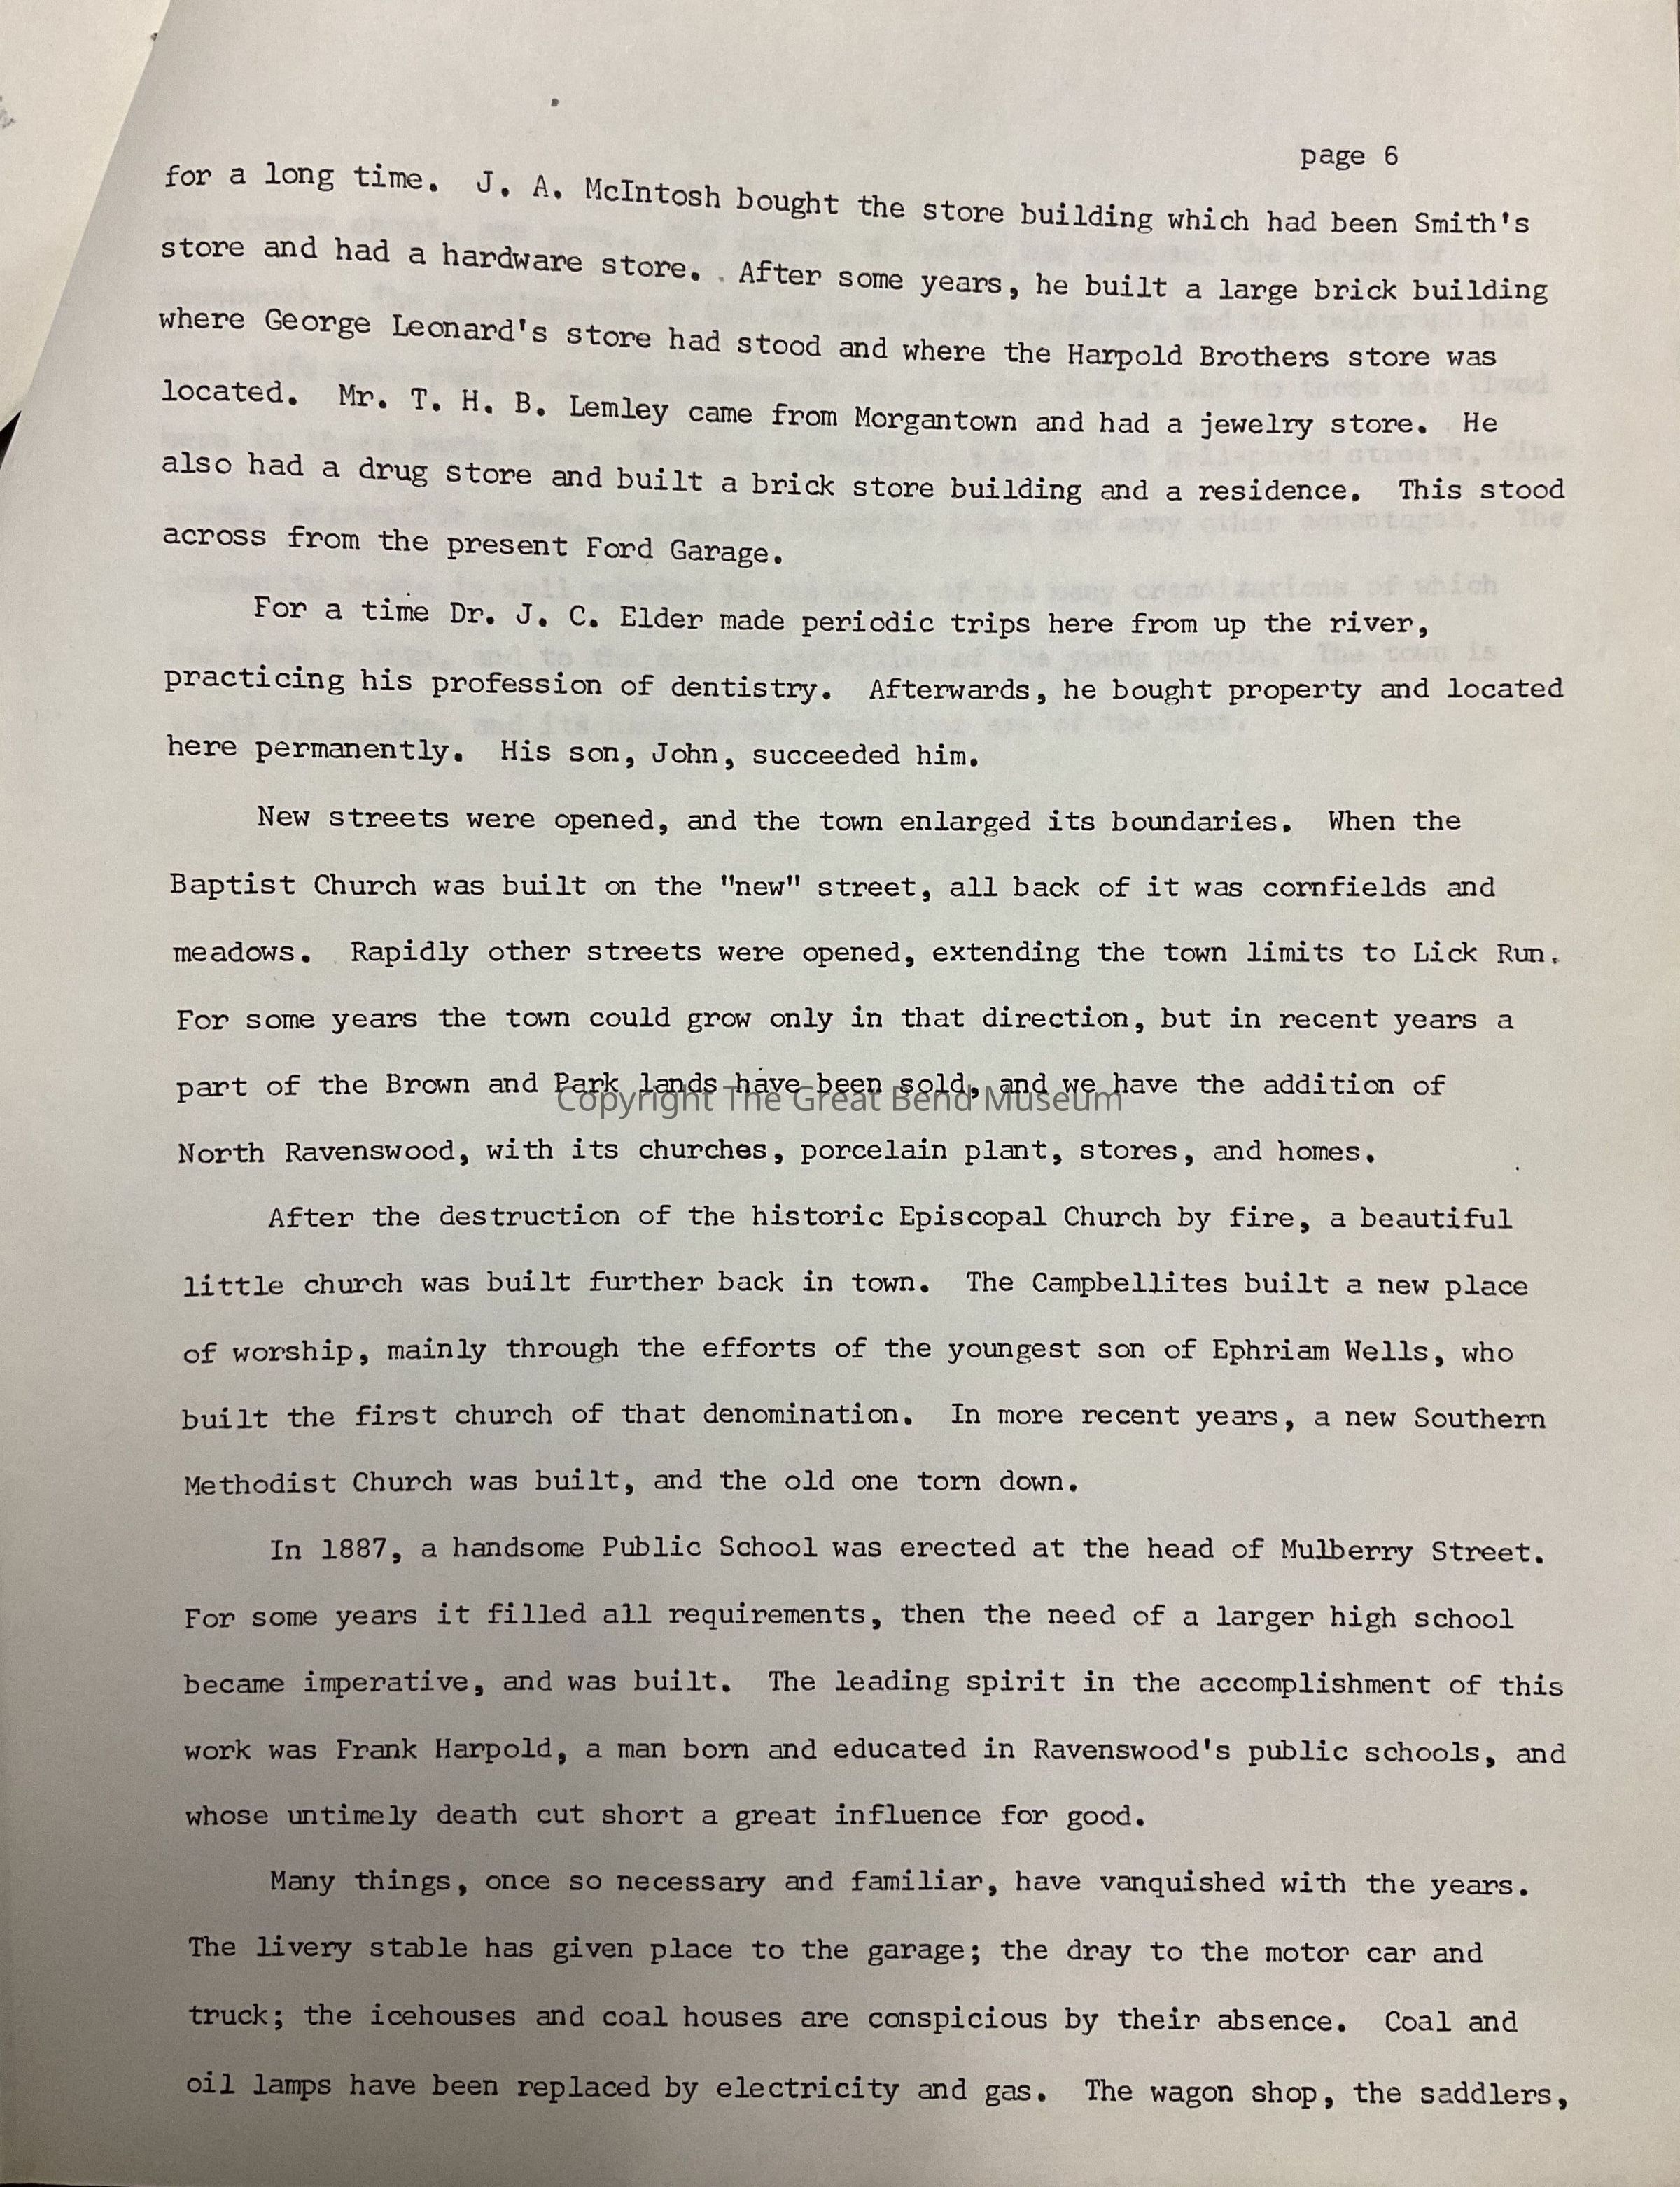 page 6
for a long time. J. A. McIntosh bought the store building which had been Smith's
store and had a hardware store. After some years, he built a large brick building
where George Leonard's store had stood and where the Harpold Brothers store was
located. Mr. T. H. B. Lemley came from Morgantown and had a jewelry store. He
also had a drug store and built a brick store building and a residence. This stood
across from the present Ford Garage.
For a time Dr. J. C. Elder made periodic trips here from up the river,
practicing his profession of dentistry. Afterwards, he bought property and located
here permanently. His son, John, succeeded him.
New streets were opened, and the town enlarged its boundaries. When the
Baptist Church was built on the "new" street, all back of it was cornfields and
meadows. Rapidly other streets were opened, extending the town limits to Lick Run.
For some years the town could grow only in that direction, but in recent years a
part of the Brown and Park lands have been sold, and we have the addition of
Copyright The Great Bend Museum
North Ravenswood, with its churches, porcelain plant, stores, and homes.
After the destruction of the historic Episcopal Church by fire, a beautiful
little church was built further back in town. The Campbellites built a new place
of worship, mainly through the efforts of the youngest son of Ephriam Wells, who
built the first church of that denomination. In more recent years, a new Southern
Methodist Church was built, and the old one torn down.
In 1887, a handsome Public School was erected at the head of Mulberry Street.
For some years it filled all requirements, then the need of a larger high school
became imperative, and was built. The leading spirit in the accomplishment of this
work was Frank Harpold, a man born and educated in Ravenswood's public schools, and
whose untimely death cut short a great influence for good.
Many things, once so necessary and familiar, have vanquished with the years.
The livery stable has given place to the garage; the dray to the motor car and
truck; the icehouses and coal houses are conspicious by their absence. Coal and
oil lamps have been replaced by electricity and gas. The wagon shop, the saddlers,